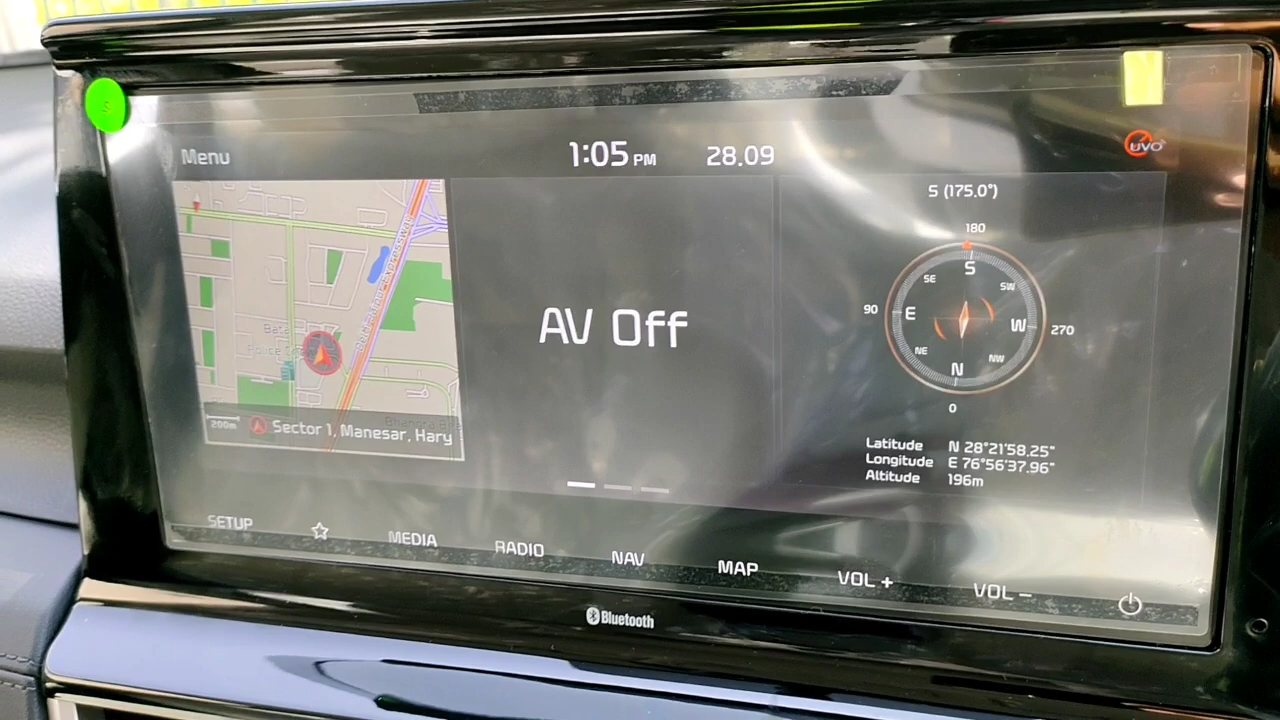 Menu
1:05 PM
28.09
UVO
S (175.0°)
180
S
SE
SW
90
E
W
270
NE
NW
N
0
200m
Sector 1, Manesar, Hary
AV Off
Latitude N 28°21'58.25"
Longitude E 76°56'37.96"
Altitude 196m
SETUP
MEDIA
RADIO
NAV
MAP
VOL +
VOL −
Bluetooth